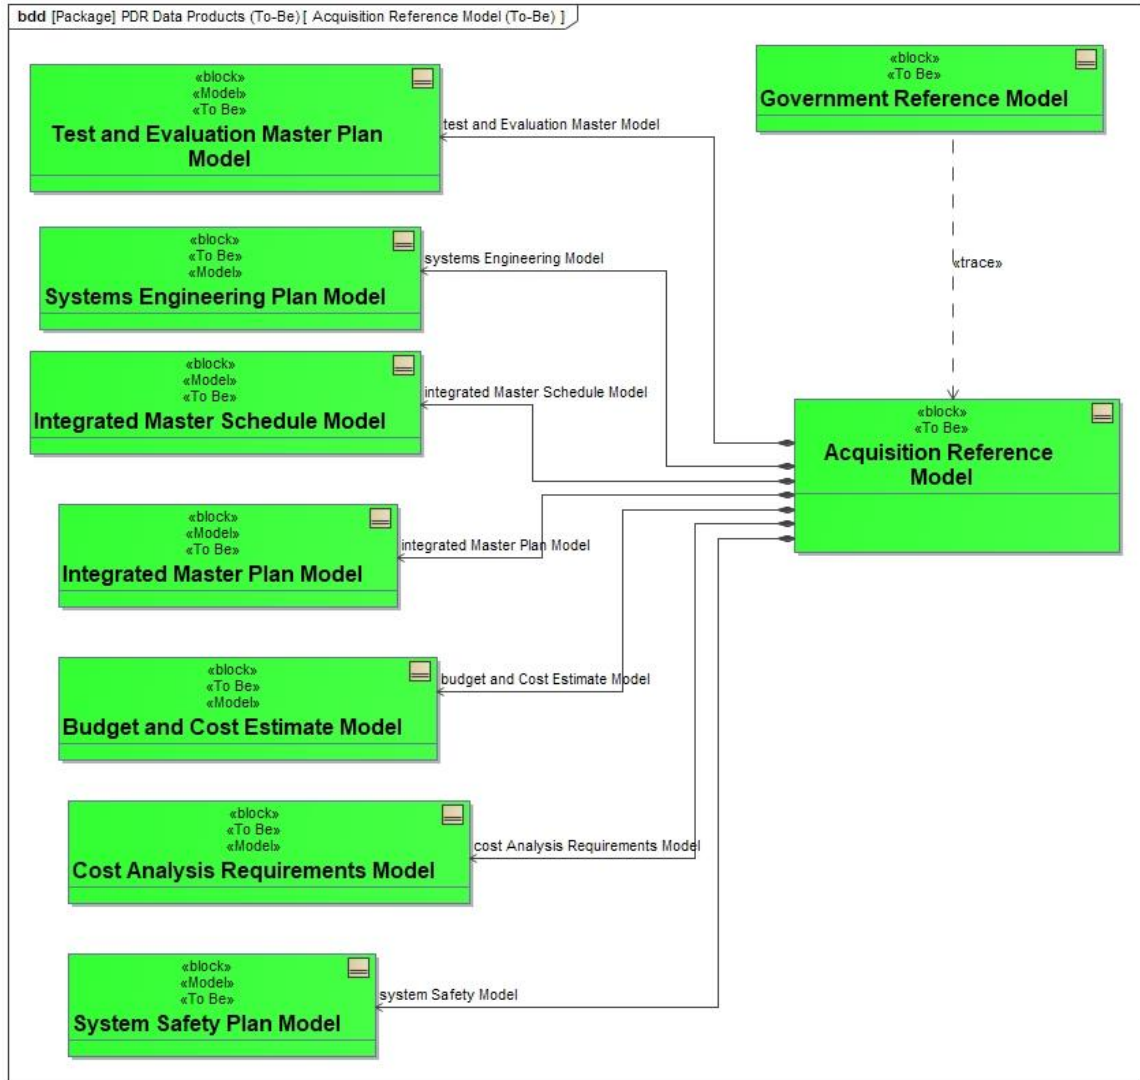 bdd [Package] PDR Data Products (To-Be) [ Acquisition Reference Model (To-Be) ]
«block»
«Model»
«To Be»
Test and Evaluation Master Plan
Model
test and Evaluation Master Model
«block»
«To Be»
Government Reference Model
«trace»
«block»
«To Be»
«Model»
Systems Engineering Plan Model
systems Engineering Model
«block»
«Model»
«To Be»
Integrated Master Schedule Model
integrated Master Schedule Model
«block»
«To Be»
Acquisition Reference
Model
«block»
«Model»
«To Be»
Integrated Master Plan Model
integrated Master Plan Model
«block»
«To Be»
«Model»
Budget and Cost Estimate Model
budget and Cost Estimate Model
«block»
«To Be»
«Model»
Cost Analysis Requirements Model
cost Analysis Requirements Model
«block»
«Model»
«To Be»
System Safety Plan Model
system Safety Model